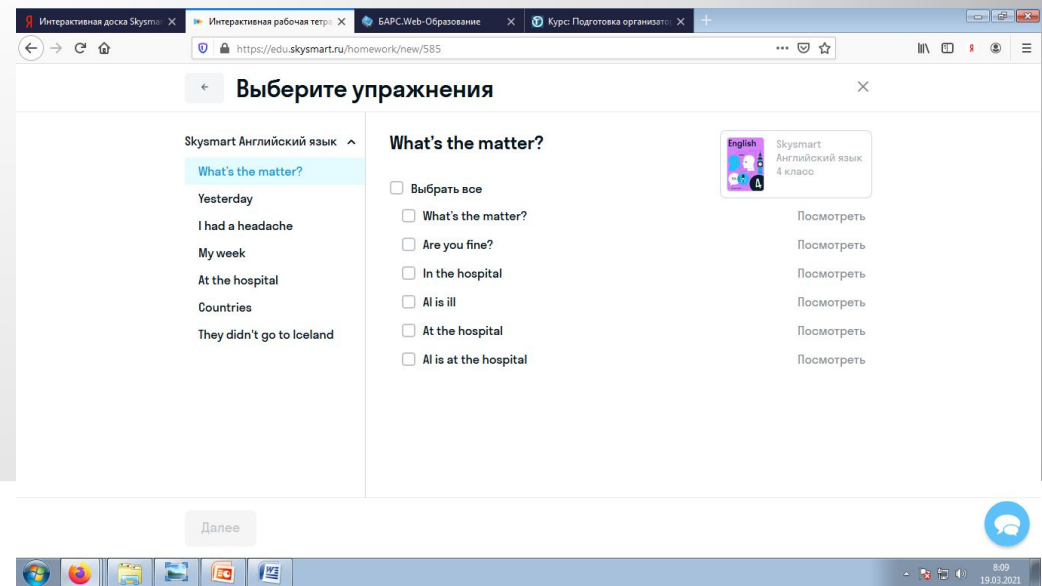 Интерактивная доска Skysma
Интерактивная рабочая тетра
БАРС.Web-Образование
Курс: Подготовка организатор
https://edu.skysmart.ru/homework/new/585
Выберите упражнения
Skysmart Английский язык
What's the matter?
Yesterday
I had a headache
My week
At the hospital
Countries
They didn't go to Iceland
What's the matter?
English
4
Skysmart
Английский язык
4 класс
Выбрать все
What's the matter? Посмотреть
Are you fine? Посмотреть
In the hospital Посмотреть
Al is ill Посмотреть
At the hospital Посмотреть
Al is at the hospital Посмотреть
Далее
8:09
19.03.2021